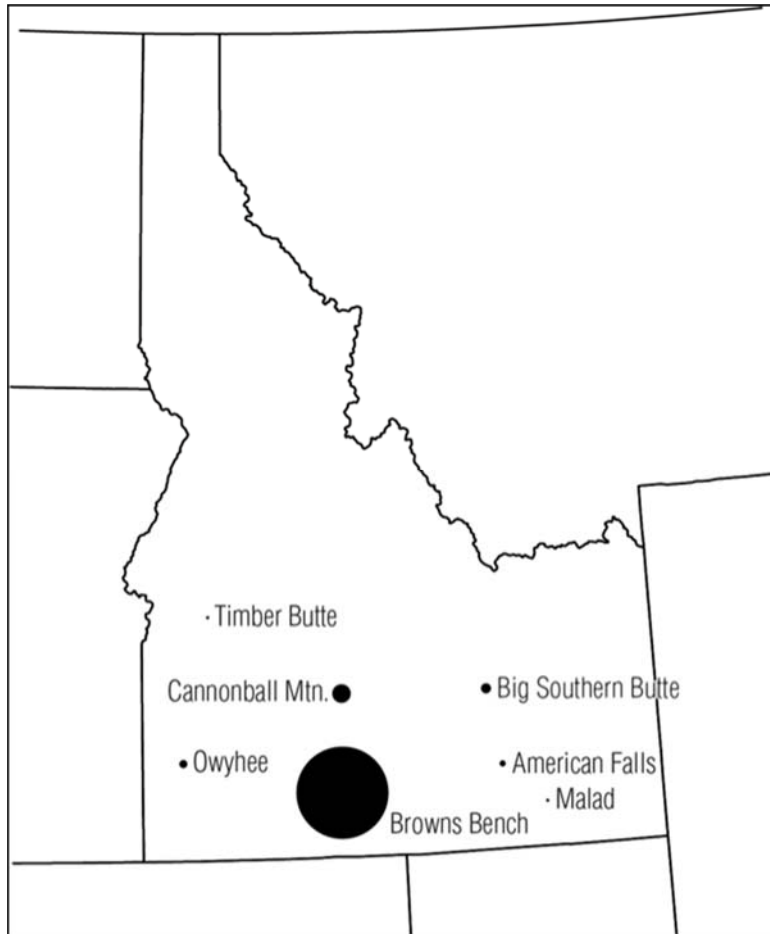 Timber Butte
Cannonball Mtn.
Big Southern Butte
Owyhee
American Falls
Malad
Browns Bench